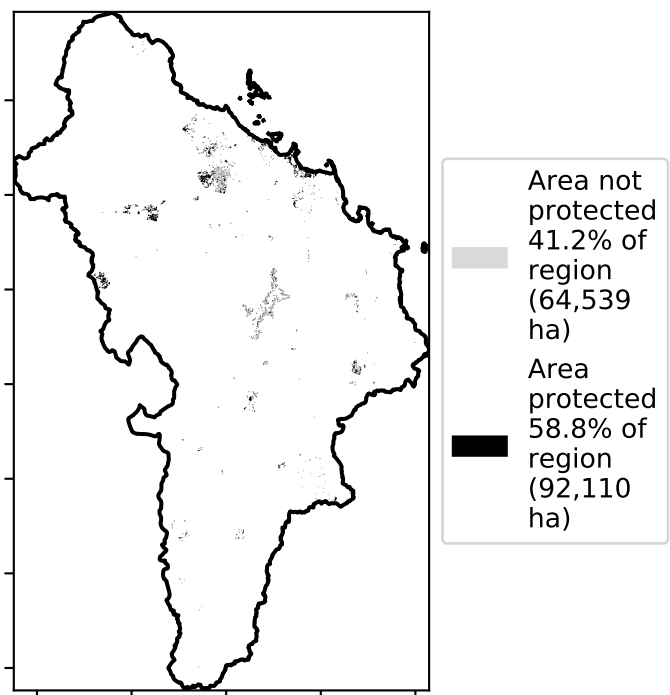 Area not
protected
41.2% of
region
(64,539
ha)
Area
protected
58.8% of
region
(92,110
ha)